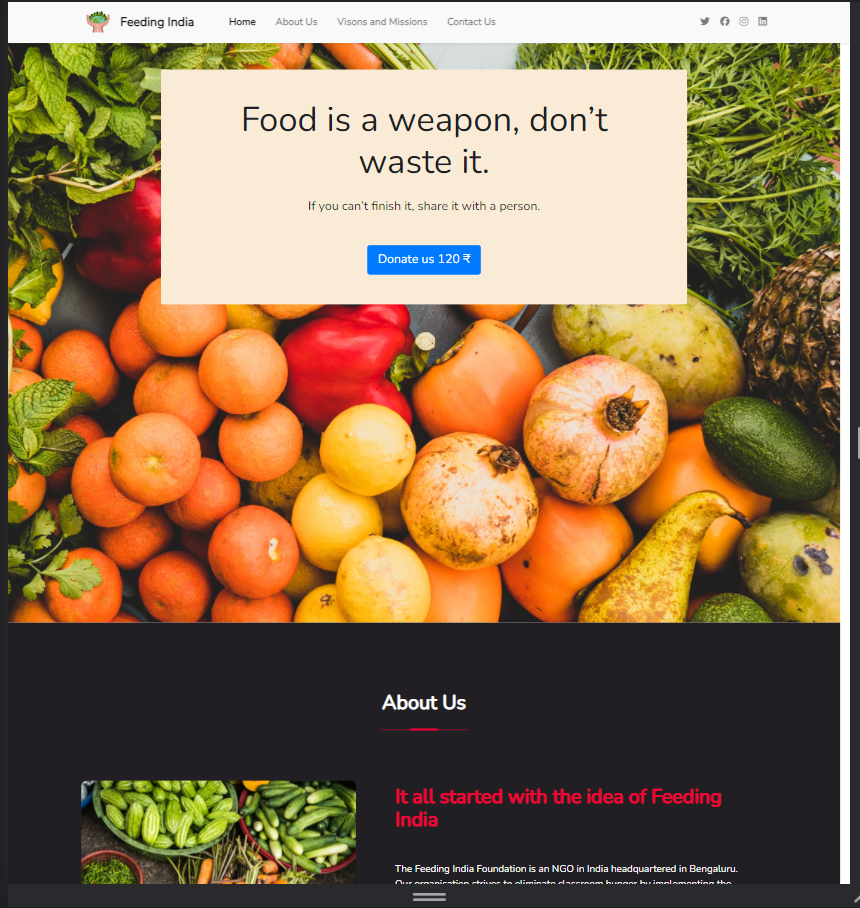 Feeding India
Home
About Us
Visons and Missions
Contact Us
Food is a weapon, don’t
waste it.
If you can’t finish it, share it with a person.
Donate us 120 ₹
About Us
It all started with the idea of Feeding
India
The Feeding India Foundation is an NGO in India headquartered in Bengaluru.
Our organisation strives to eliminate classroom hunger by implementing the